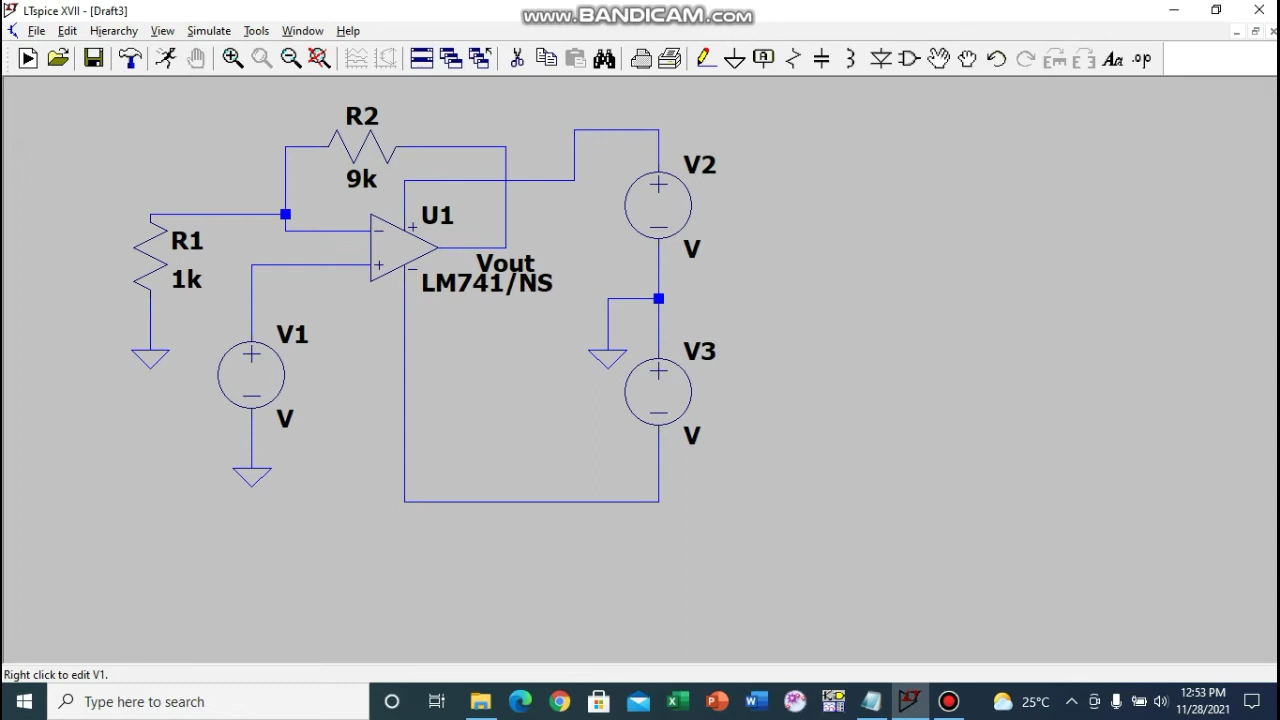 LTspice XVII - [Draft3]
www.BANDICAM.com
File Edit Hierarchy View Simulate Tools Window Help
Aa .op
R2
9k
V2
U1
+
R1
1k
Vout
LM741/NS
V
V1
V3
V
V
Right click to edit V1.
Type here to search
25°C
12:53 PM
11/28/2021